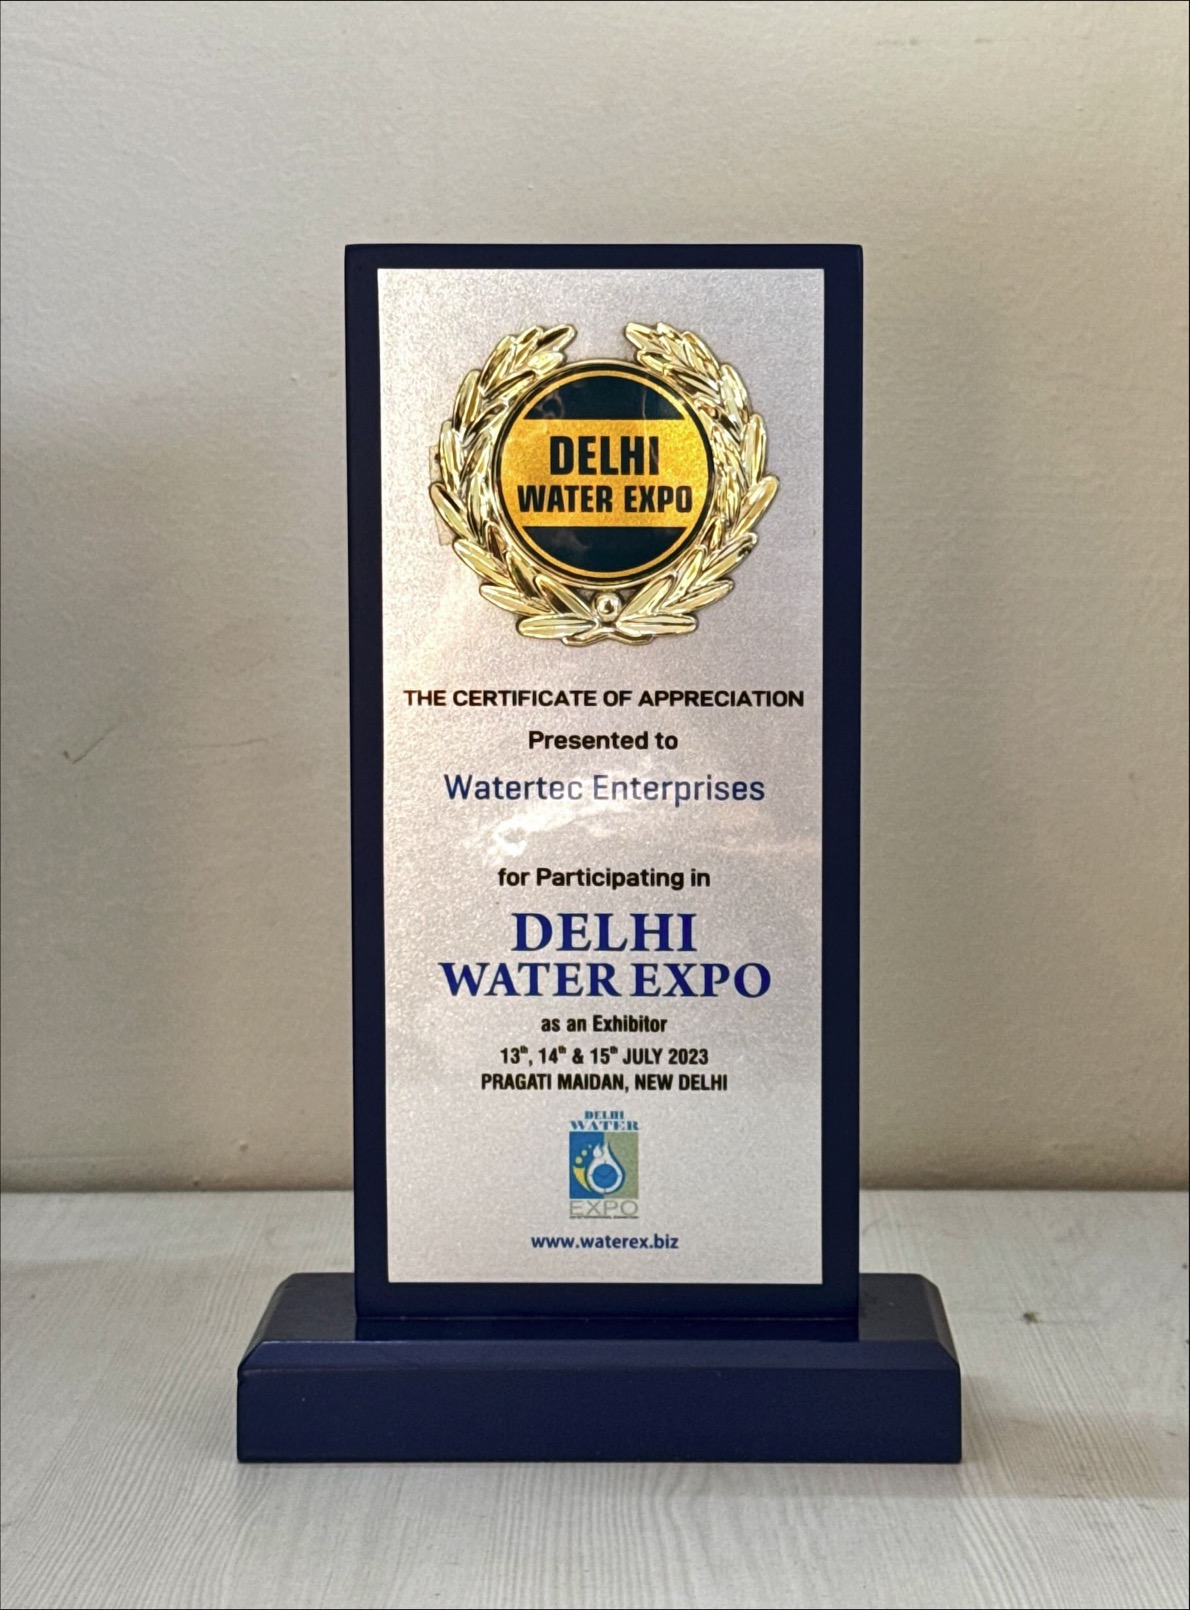 DELHI
WATER EXPO
THE CERTIFICATE OF APPRECIATION
Presented to
Watertec Enterprises
for Participating in
DELHI
WATER EXPO
as an Exhibitor
13th, 14th & 15th JULY 2023
PRAGATI MAIDAN, NEW DELHI
DELHI
WATER
EXPO
www.waterex.biz